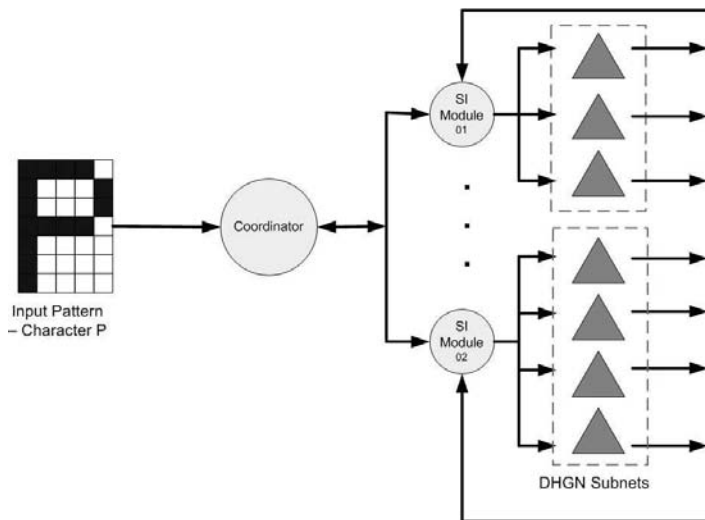 SI
Module
01
Coordinator
Input Pattern
– Character P
SI
Module
02
DHGN Subnets